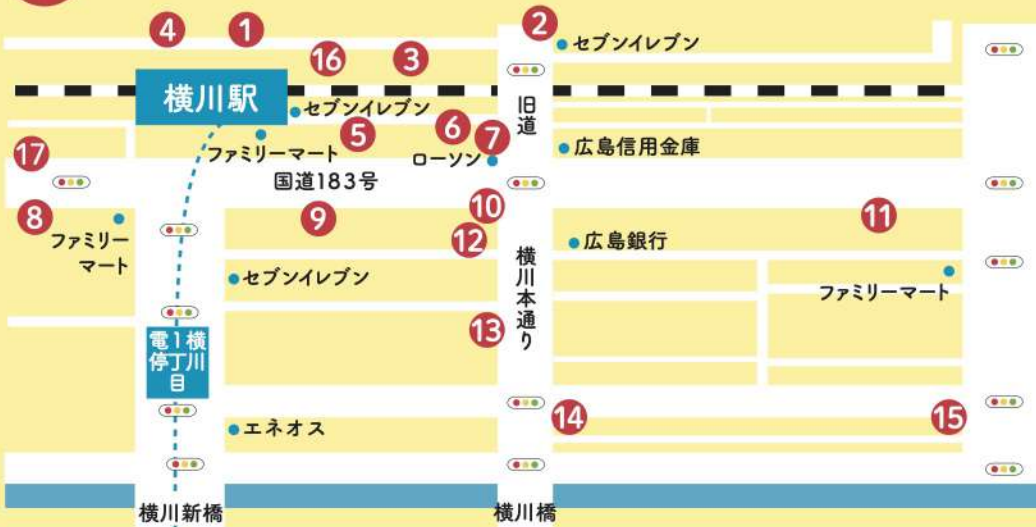 4
1
2
セブンイレブン
16
3
横川駅
セブンイレブン
旧道
5
6
7
ファミリーマート
ローソン
広島信用金庫
17
国道183号
8
9
10
11
ファミリー
マート
12
広島銀行
横川本通り
セブンイレブン
ファミリーマート
13
横川
1丁目
電停
14
15
エネオス
横川新橋
横川橋